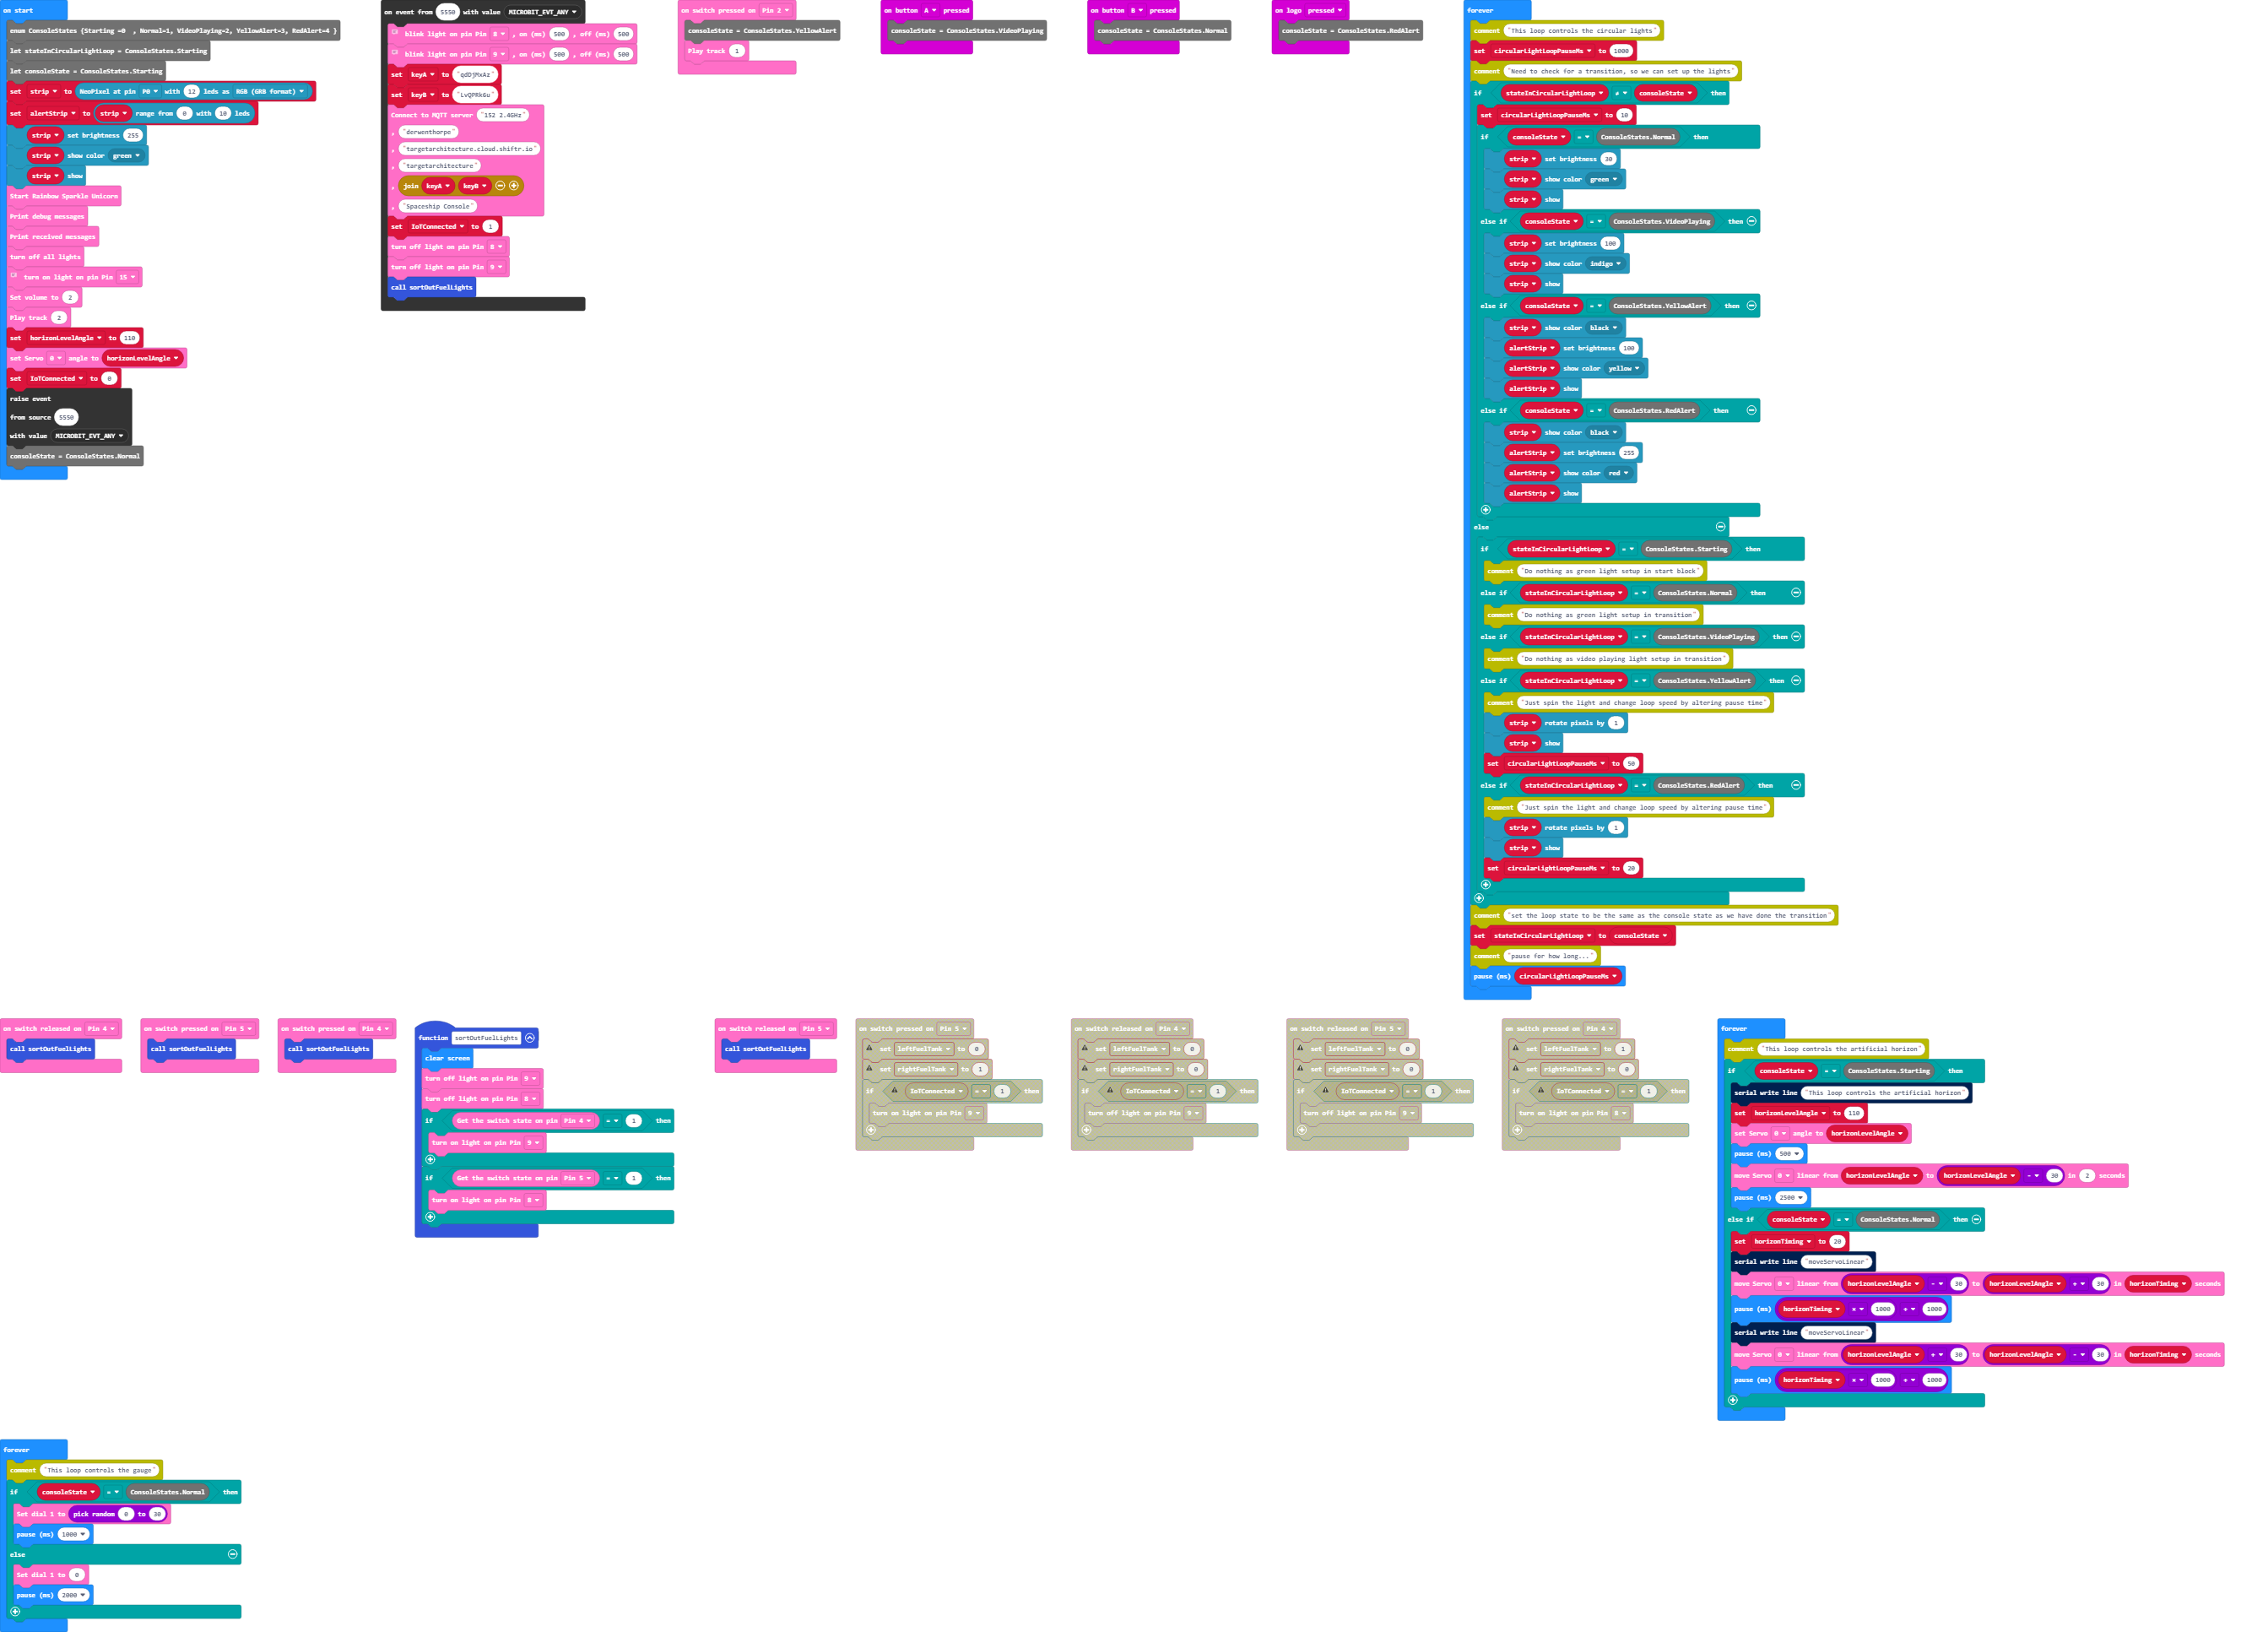 on start
enum ConsoleStates {Starting =0 , Normal=1, VideoPlaying=2, YellowAlert=3, RedAlert=4 }
let stateInCircularLightLoop = ConsoleStates.Starting
let consoleState = ConsoleStates.Starting
set strip to NeoPixel at pin P0 with 12 leds as RGB (GRB format)
set alertStrip to strip range from 0 with 10 leds
strip set brightness 255
strip show color green
strip show
Start Rainbow Sparkle Unicorn
Print debug messages
Print received messages
turn off all lights
turn on light on pin Pin 15
Set volume to 2
Play track 2
set horizonLevelAngle to 110
set Servo 0 angle to horizonLevelAngle
set IoTConnected to 0
raise event
from source 5550
with value MICROBIT_EVT_ANY
consoleState = ConsoleStates.Normal
on event from 5550 with value MICROBIT_EVT_ANY
blink light on pin Pin 8 , on (ms) 500 , off (ms) 500
blink light on pin Pin 9 , on (ms) 500 , off (ms) 500
set keyA to "qdDjMxAz"
set keyB to "LvQPRk6u"
Connect to MQTT server "152 2.4GHz"
, "derwenthorpe"
, "targetarchitecture.cloud.shiftr.io"
, "targetarchitecture"
, join keyA keyB
, "Spaceship Console"
set IoTConnected to 1
turn off light on pin Pin 8
turn off light on pin Pin 9
call sortOutFuelLights
on switch pressed on Pin 2
consoleState = ConsoleStates.YellowAlert
Play track 1
on button A pressed
consoleState = ConsoleStates.VideoPlaying
on button B pressed
consoleState = ConsoleStates.Normal
on logo pressed
consoleState = ConsoleStates.RedAlert
forever
comment "This loop controls the circular lights"
set circularLightLoopPauseMs to 1000
comment "Need to check for a transition, so we can set up the lights"
if stateInCircularLightLoop ≠ consoleState then
set circularLightLoopPauseMs to 10
if consoleState = ConsoleStates.Normal then
strip set brightness 30
strip show color green
strip show
else if consoleState = ConsoleStates.VideoPlaying then
strip set brightness 100
strip show color indigo
strip show
else if consoleState = ConsoleStates.YellowAlert then
strip show color black
alertStrip set brightness 100
alertStrip show color yellow
alertStrip show
else if consoleState = ConsoleStates.RedAlert then
strip show color black
alertStrip set brightness 255
alertStrip show color red
alertStrip show
else
if stateInCircularLightLoop = ConsoleStates.Starting then
comment "Do nothing as green light setup in start block"
else if stateInCircularLightLoop = ConsoleStates.Normal then
comment "Do nothing as green light setup in transition"
else if stateInCircularLightLoop = ConsoleStates.VideoPlaying then
comment "Do nothing as video playing light setup in transition"
else if stateInCircularLightLoop = ConsoleStates.YellowAlert then
comment "Just spin the light and change loop speed by altering pause time"
strip rotate pixels by 1
strip show
set circularLightLoopPauseMs to 50
else if stateInCircularLightLoop = ConsoleStates.RedAlert then
comment "Just spin the light and change loop speed by altering pause time"
strip rotate pixels by 1
strip show
set circularLightLoopPauseMs to 20
comment "set the loop state to be the same as the console state as we have done the transition"
set stateInCircularLightLoop to consoleState
comment "pause for how long..."
pause (ms) circularLightLoopPauseMs
on switch released on Pin 4
call sortOutFuelLights
on switch pressed on Pin 5
call sortOutFuelLights
on switch pressed on Pin 4
call sortOutFuelLights
function sortOutFuelLights
clear screen
turn off light on pin Pin 9
turn off light on pin Pin 8
if Get the switch state on pin Pin 4 = 1 then
turn on light on pin Pin 9
if Get the switch state on pin Pin 5 = 1 then
turn on light on pin Pin 8
on switch released on Pin 5
call sortOutFuelLights
on switch pressed on Pin 5
set leftFuelTank to 0
set rightFuelTank to 1
if IoTConnected = 1 then
turn on light on pin Pin 9
on switch released on Pin 4
set leftFuelTank to 0
set rightFuelTank to 0
if IoTConnected = 1 then
turn off light on pin Pin 9
on switch released on Pin 5
set leftFuelTank to 0
set rightFuelTank to 0
if IoTConnected = 1 then
turn off light on pin Pin 9
on switch pressed on Pin 4
set leftFuelTank to 1
set rightFuelTank to 0
if IoTConnected = 1 then
turn on light on pin Pin 8
forever
comment "This loop controls the artificial horizon"
if consoleState = ConsoleStates.Starting then
serial write line "This loop controls the artificial horizon"
set horizonLevelAngle to 110
set Servo 0 angle to horizonLevelAngle
pause (ms) 500
move Servo 0 linear from horizonLevelAngle to horizonLevelAngle - 30 in 2 seconds
pause (ms) 2500
else if consoleState = ConsoleStates.Normal then
set horizonTiming to 20
serial write line "moveServoLinear"
move Servo 0 linear from horizonLevelAngle - 30 to horizonLevelAngle + 30 in horizonTiming seconds
pause (ms) horizonTiming × 1000 + 1000
serial write line "moveServoLinear"
move Servo 0 linear from horizonLevelAngle + 30 to horizonLevelAngle - 30 in horizonTiming seconds
pause (ms) horizonTiming × 1000 + 1000
forever
comment "This loop controls the gauge"
if consoleState = ConsoleStates.Normal then
Set dial 1 to pick random 0 to 30
pause (ms) 1000
else
Set dial 1 to 0
pause (ms) 2000